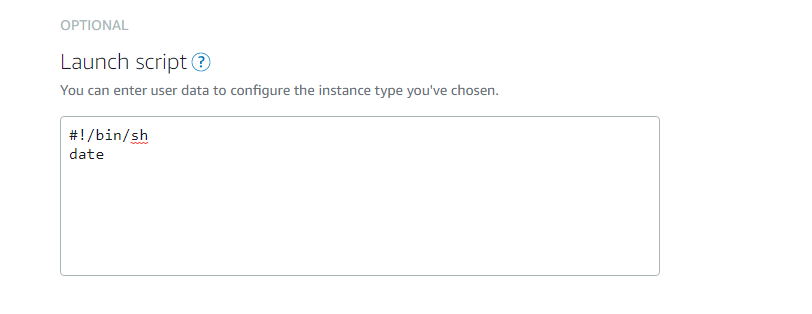 OPTIONAL
Launch script ?
You can enter user data to configure the instance type you've chosen.
#!/bin/sh
date